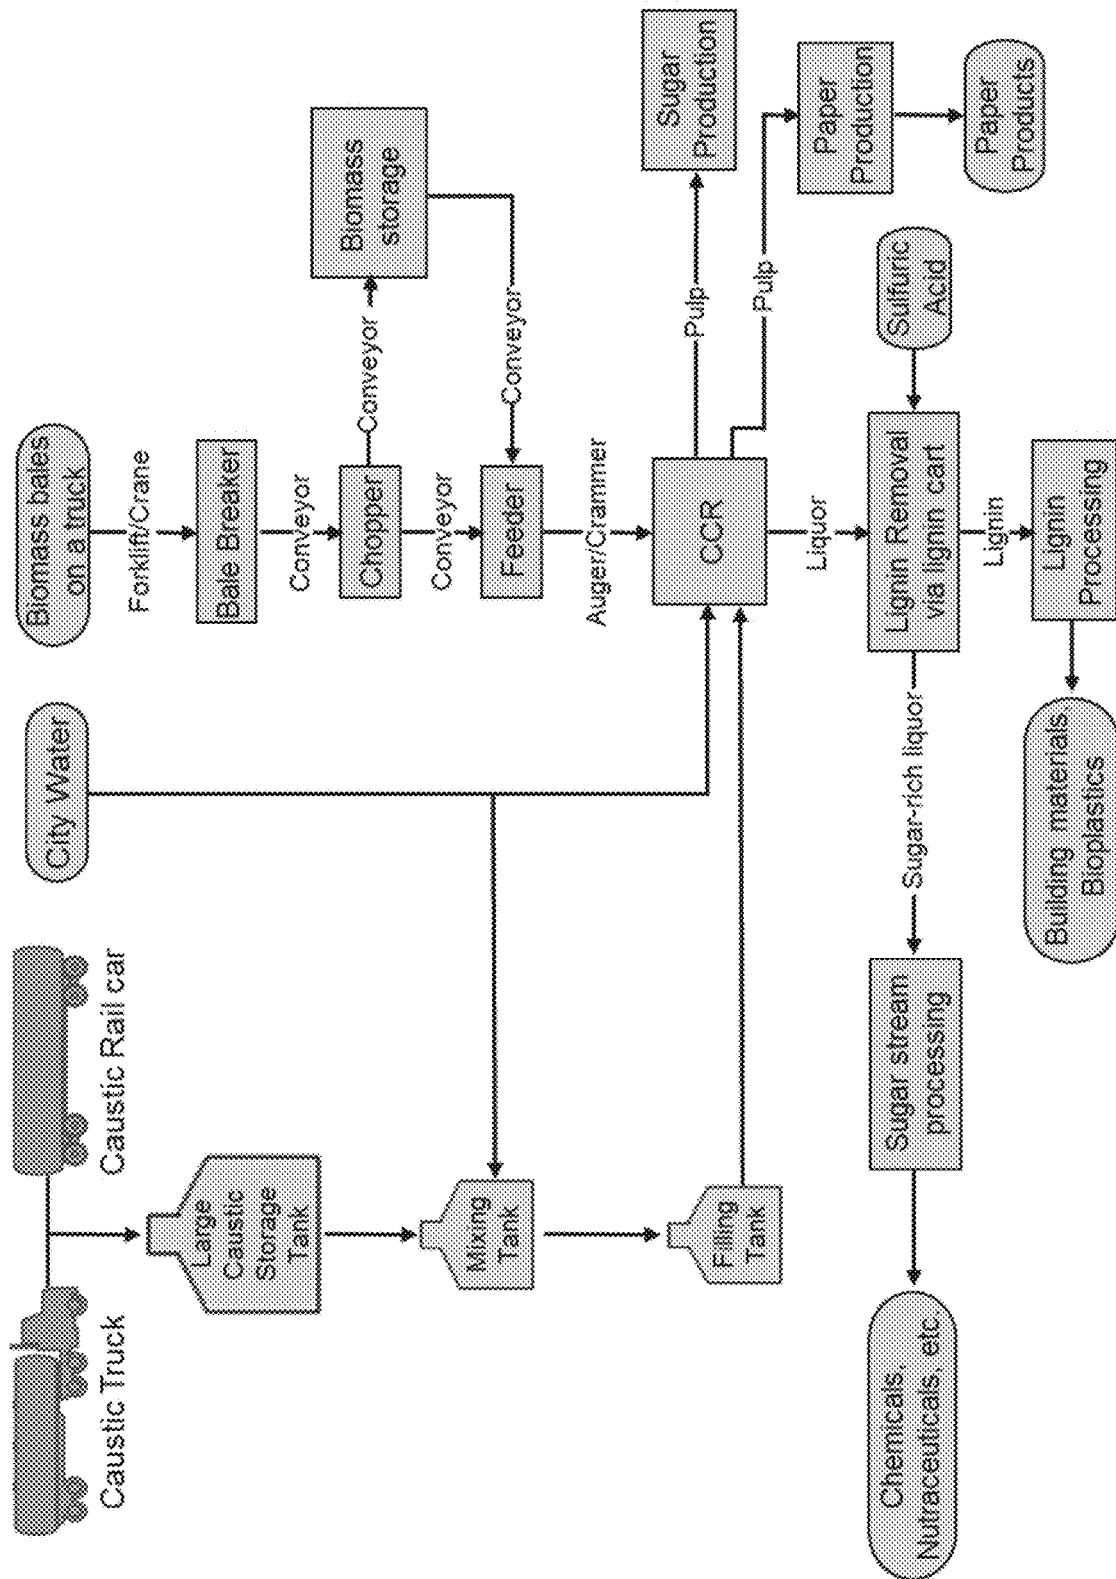 Caustic Truck
Caustic Rail car
City Water
Biomass bales
on a truck
Forklift/Crane
Bale Breaker
Conveyor
Large
Caustic
Storage
Tank
Chopper
Conveyor
Biomass
storage
Conveyor
Conveyor
Mixing
Tank
Feeder
Auger/Crammer
Filling
Tank
CCR
Pulp
Sugar
Production
Pulp
Paper
Production
Paper
Products
Liquor
Sulfuric
Acid
Lignin Removal
via lignin cart
Sugar-rich liquor
Sugar stream
processing
Chemicals,
Nutraceuticals, etc.
Lignin
Lignin
Processing
Building materials,
Bioplastics